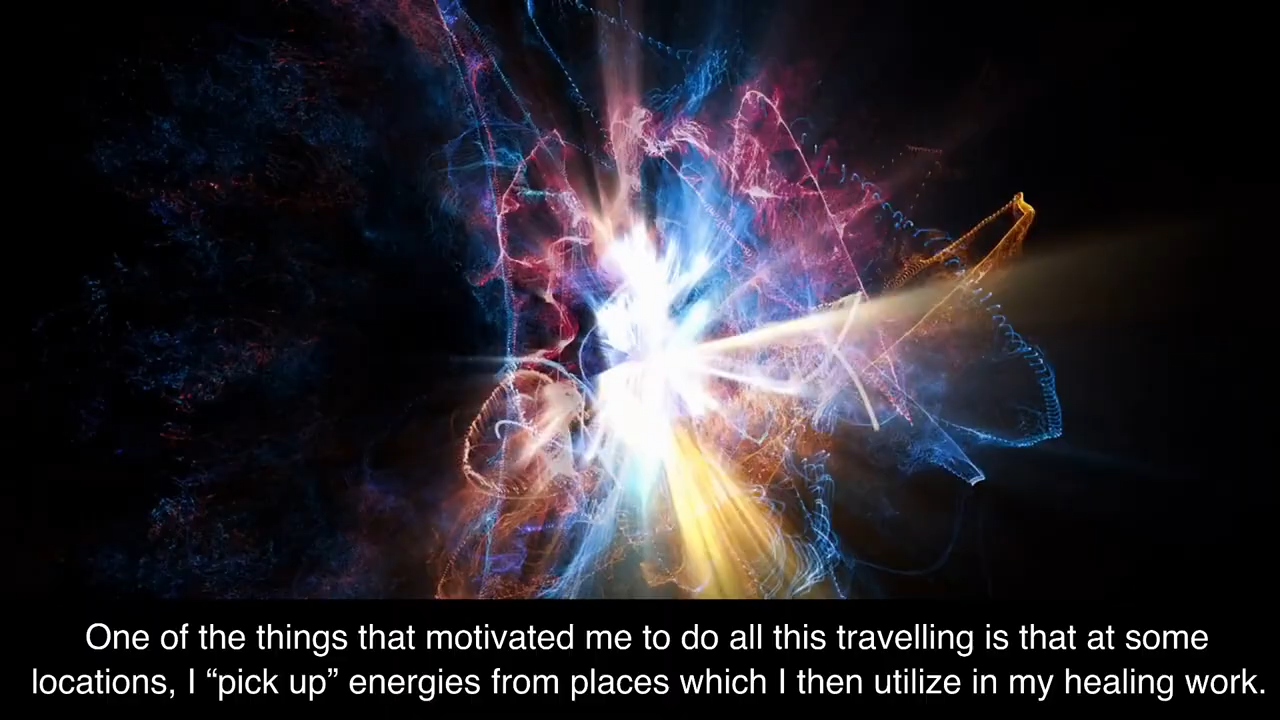 One of the things that motivated me to do all this travelling is that at some
locations, I “pick up” energies from places which I then utilize in my healing work.